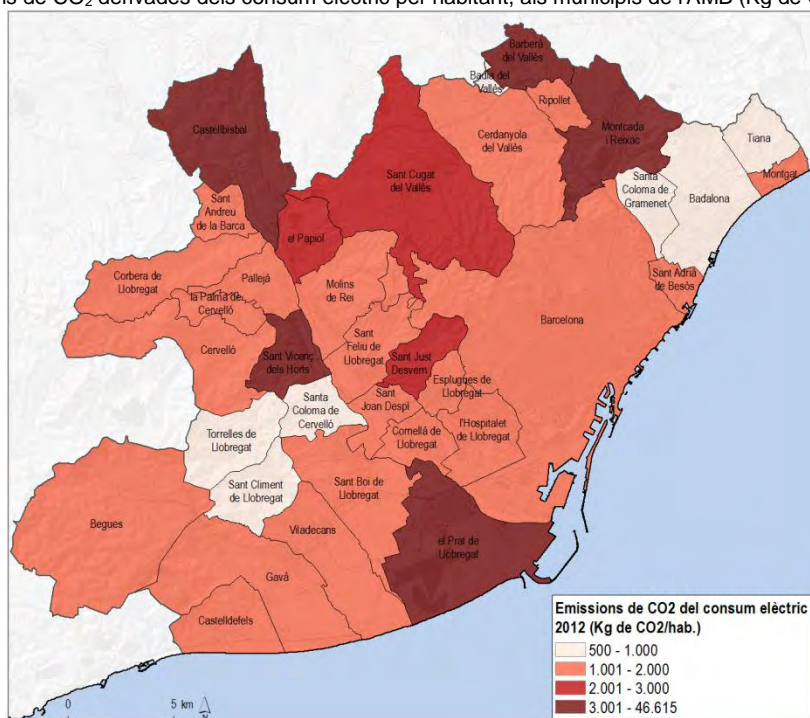 ns de CO2 derivades dels consum elèctric per habitant, als municipis de l'AMB (Kg de
Barberà
del Vallès
Badia del
Vallès
Ripollet
Castellbisbal
Cerdanyola
del Vallès
Montcada
i Reixac
Tiana
Sant Cugat
del Vallès
Santa
Coloma de
Gramenet
Montgat
Badalona
Sant
Andreu
de la Barca
el Papiol
Corbera de
Llobregat
Pallejà
Molins
de Rei
Sant Adrià
de Besòs
la Palma de
Cervelló
Barcelona
Cervelló
Sant Vicenç
dels Horts
Sant
Feliu de
Llobregat
Sant Just
Desvern
Esplugues de
Llobregat
Santa
Coloma de
Cervelló
Sant
Joan Despí
Torrelles de
Llobregat
Cornellà de
Llobregat
l'Hospitalet
de Llobregat
Sant Climent
de Llobregat
Sant Boi de
Llobregat
Begues
Viladecans
el Prat de
Llobregat
Gavà
Castelldefels
Emissions de CO2 del consum elèctric
2012 (Kg de CO2/hab.)
500 - 1.000
1.001 - 2.000
2.001 - 3.000
3.001 - 46.615
0 5 km
N